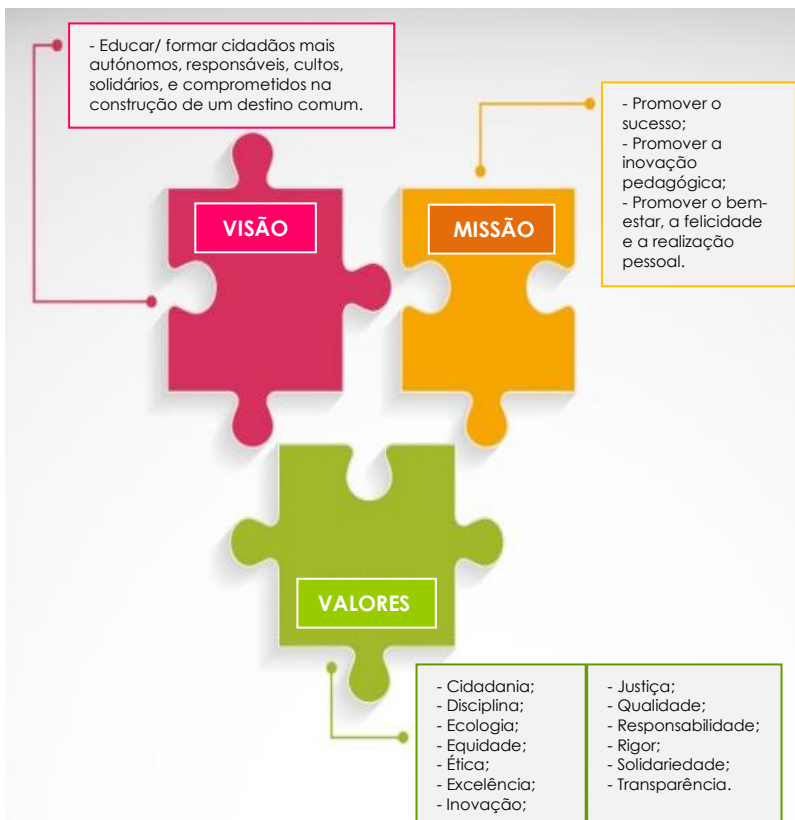 - Educar/ formar cidadãos mais
autónomos, responsáveis, cultos,
solidários, e comprometidos na
construção de um destino comum.
- Promover o
sucesso;
- Promover a
inovação
pedagógica;
- Promover o bem-
estar, a felicidade
e a realização
pessoal.
VISÃO
MISSÃO
VALORES
- Cidadania;
- Disciplina;
- Ecologia;
- Equidade;
- Ética;
- Excelência;
- Inovação;
- Justiça;
- Qualidade;
- Responsabilidade;
- Rigor;
- Solidariedade;
- Transparência.